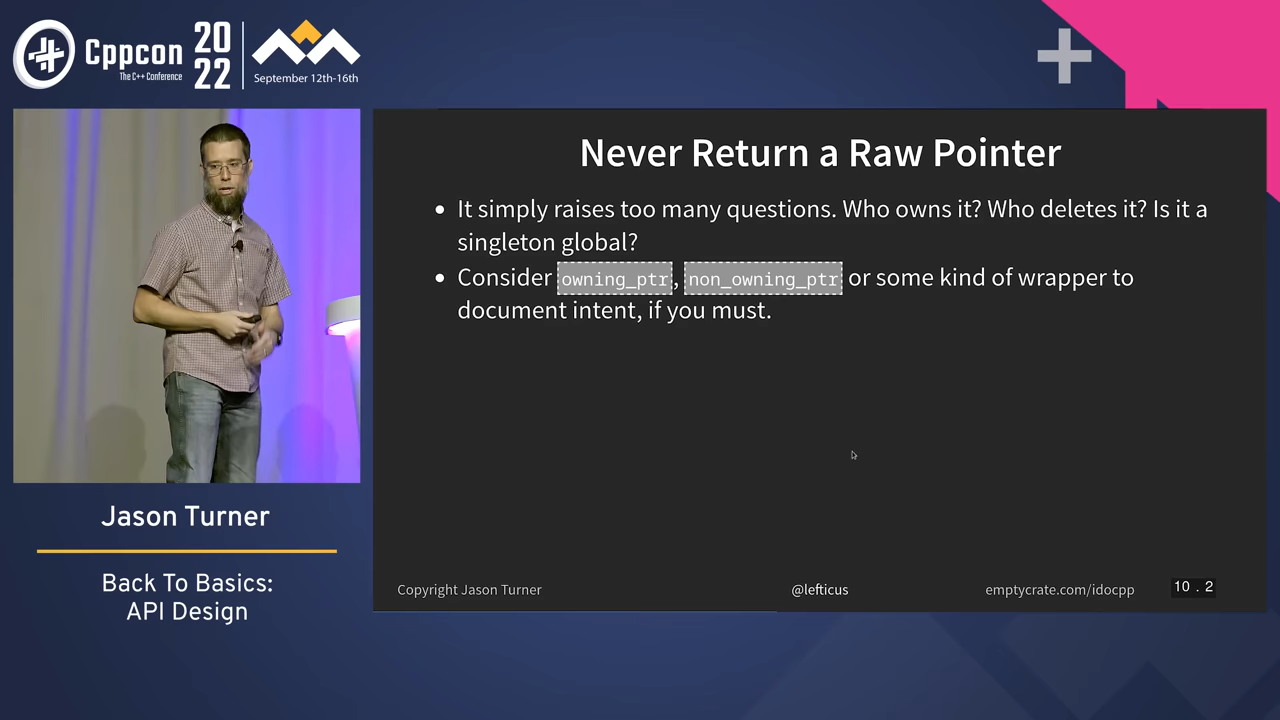 Cppcon
The C++ Conference
20
22
September 12th-16th
Never Return a Raw Pointer
It simply raises too many questions. Who owns it? Who deletes it? Is it a
singleton global?
Consider owning_ptr, non_owning_ptr or some kind of wrapper to
document intent, if you must.
Copyright Jason Turner
@lefticus
emptycrate.com/idocpp
10 . 2
Jason Turner
Back To Basics:
API Design